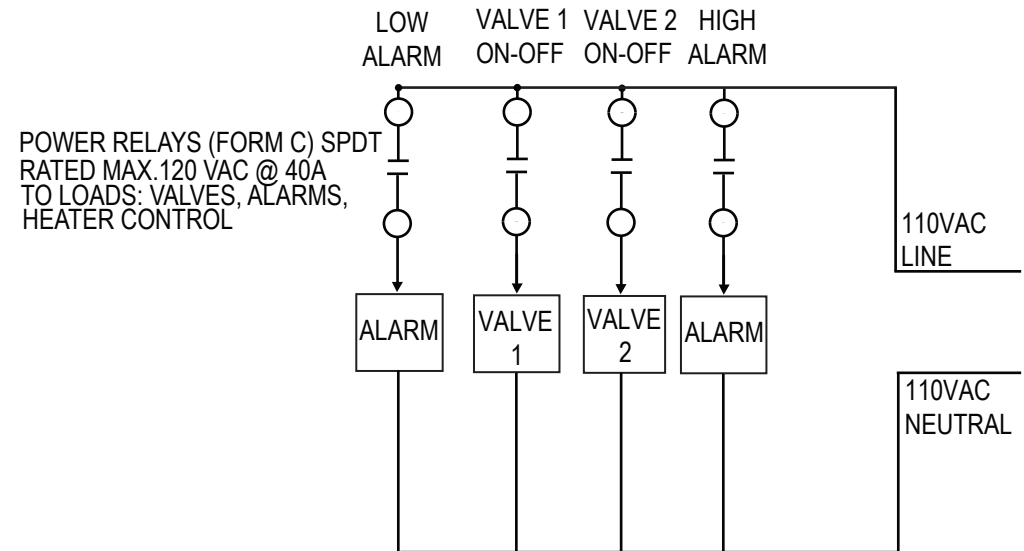 LOW
ALARM
VALVE 1
ON-OFF
VALVE 2
ON-OFF
HIGH
ALARM
POWER RELAYS (FORM C) SPDT
RATED MAX.120 VAC @ 40A
TO LOADS: VALVES, ALARMS,
HEATER CONTROL
110VAC
LINE
ALARM
VALVE
1
VALVE
2
ALARM
110VAC
NEUTRAL